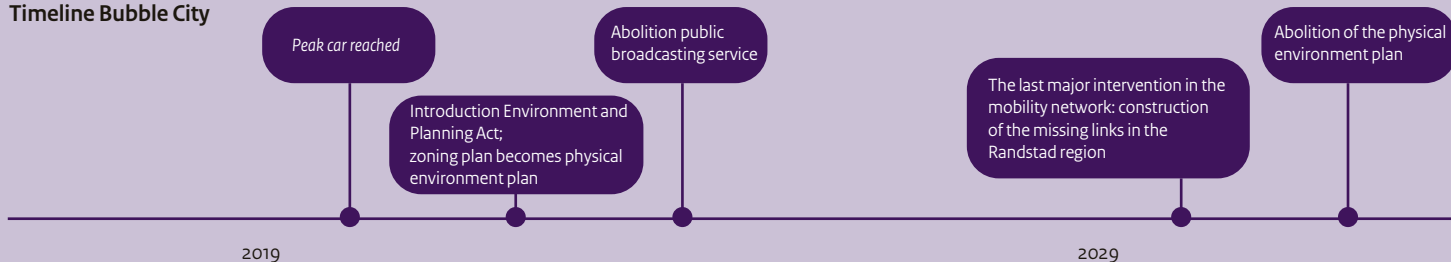 Timeline Bubble City
Peak car reached
Introduction Environment and
Planning Act;
zoning plan becomes physical
environment plan
Abolition public
broadcasting service
The last major intervention in the
mobility network: construction
of the missing links in the
Randstad region
Abolition of the physical
environment plan
2019
2029